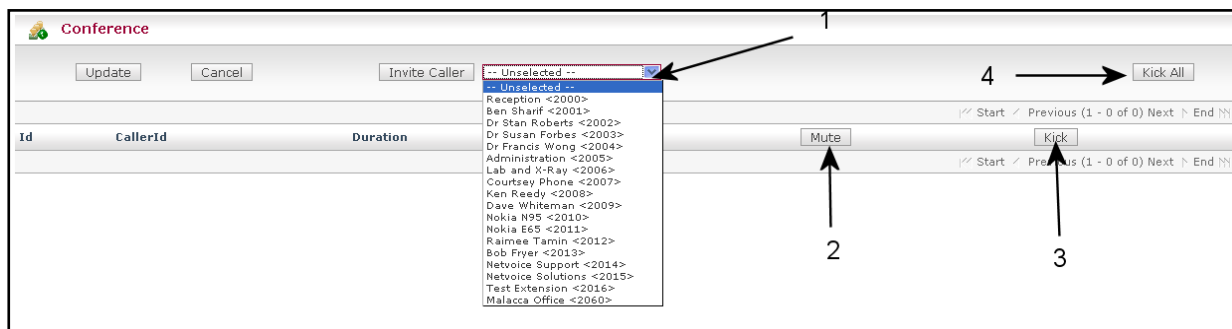 1
Conference
Update Cancel Invite Caller -- Unselected -- 4 Kick All
-- Unselected --
Reception <2000>
Ben Sharif <2001>
Dr Stan Roberts <2002>
Dr Susan Forbes <2003>
Dr Francis Wong <2004>
Administration <2005>
Lab and X-Ray <2006>
Courtsey Phone <2007>
Ken Reedy <2008>
Dave Whiteman <2009>
Nokia N95 <2010>
Nokia E65 <2011>
Raimee Tamin <2012>
Bob Fryer <2013>
Netvoice Support <2014>
Netvoice Solutions <2015>
Test Extension <2016>
Malacca Office <2060>
Start Previous (1 - 0 of 0) Next End
Id CallerId Duration Mute Kick
Start Previous (1 - 0 of 0) Next End
2
3